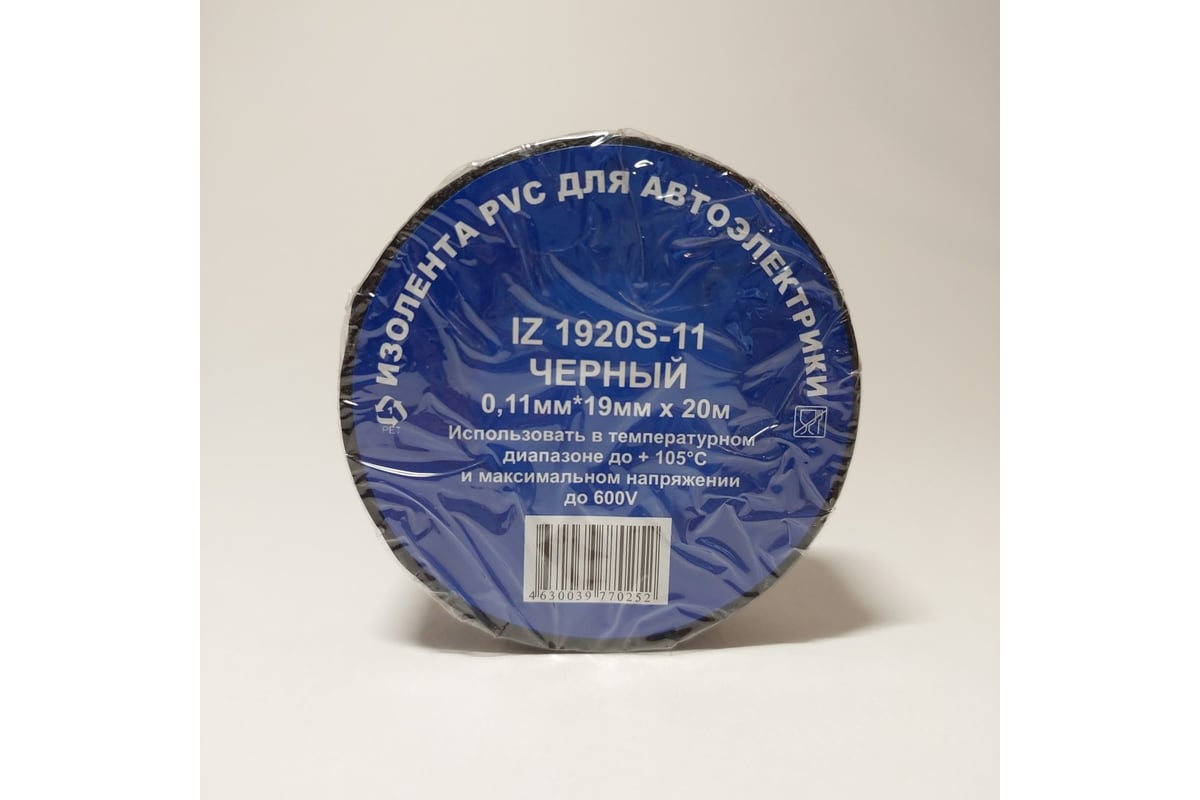 ИЗОЛЕНТА PVC ДЛЯ АВТОЭЛЕКТРИКИ
IZ 1920S-11
ЧЕРНЫЙ
0,11мм*19мм х 20м
Использовать в температурном
диапазоне до + 105°С
и максимальном напряжении
до 600V
1
PET
4630039770252